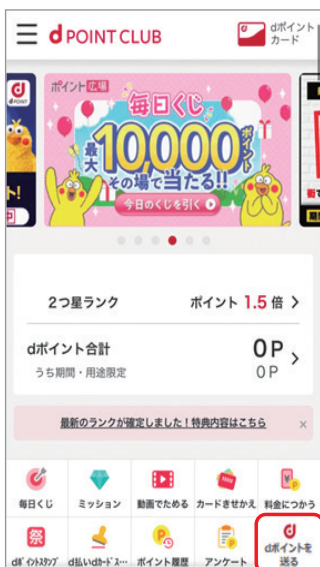 d POINT CLUB
dポイント
カード
d POINT
ポイント広場
毎日くじ
最大10,000ポイント
その場で当たる!!
今日のくじを引く
2つ星ランク
ポイント 1.5 倍
dポイント合計
0P
うち期間・用途限定
0P
最新のランクが確定しました！特典内容はこちら
×
毎日くじ
ミッション
動画でためる
カードきせかえ
料金につかう
dポイントスタンプ
d払いdカードス…
ポイント履歴
アンケート
dポイントを
送る